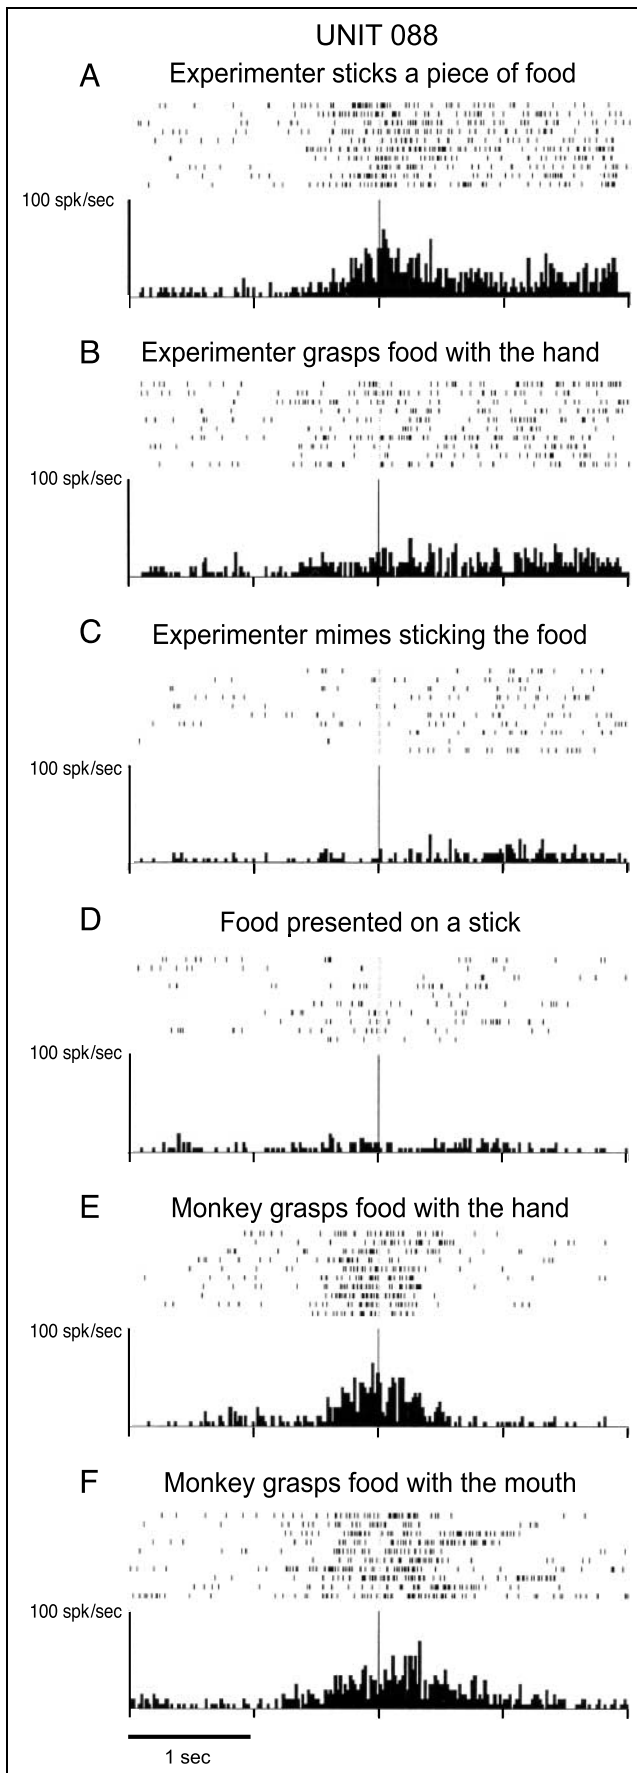 UNIT 088
A Experimenter sticks a piece of food
100 spk/sec
B Experimenter grasps food with the hand
100 spk/sec
C Experimenter mimes sticking the food
100 spk/sec
D Food presented on a stick
100 spk/sec
E Monkey grasps food with the hand
100 spk/sec
F Monkey grasps food with the mouth
100 spk/sec
1 sec